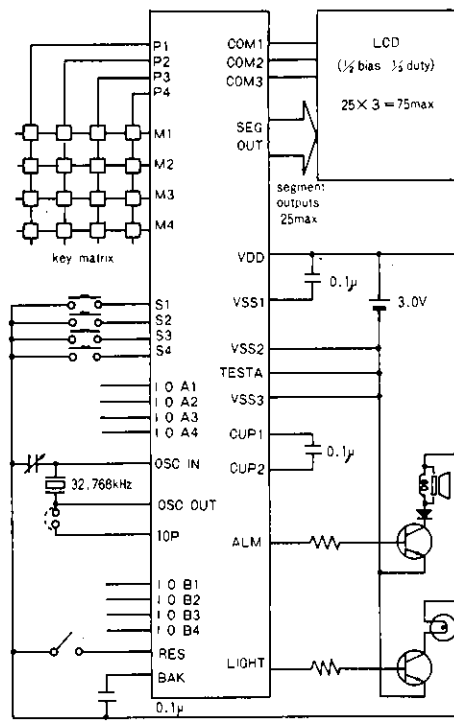 P1
P2
P3
P4
M1
M2
M3
M4
key matrix
S1
S2
S3
S4
I O A1
I O A2
I O A3
I O A4
OSC IN
32.768kHz
OSC OUT
10P
I O B1
I O B2
I O B3
I O B4
RES
BAK
0.1μ
COM1
COM2
COM3
SEG
OUT
LCD
(½ bias ⅓ duty)
25 × 3 = 75max
segment
outputs
25max
VDD
0.1μ
VSS1
3.0V
VSS2
TESTA
VSS3
CUP1
0.1μ
CUP2
ALM
LIGHT